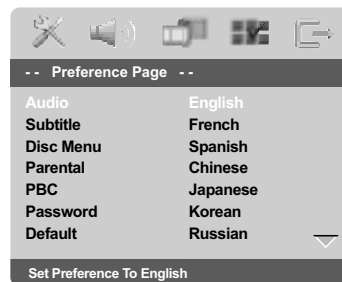 - - Preference Page - -
Audio English
Subtitle French
Disc Menu Spanish
Parental Chinese
PBC Japanese
Password Korean
Default Russian
Set Preference To English